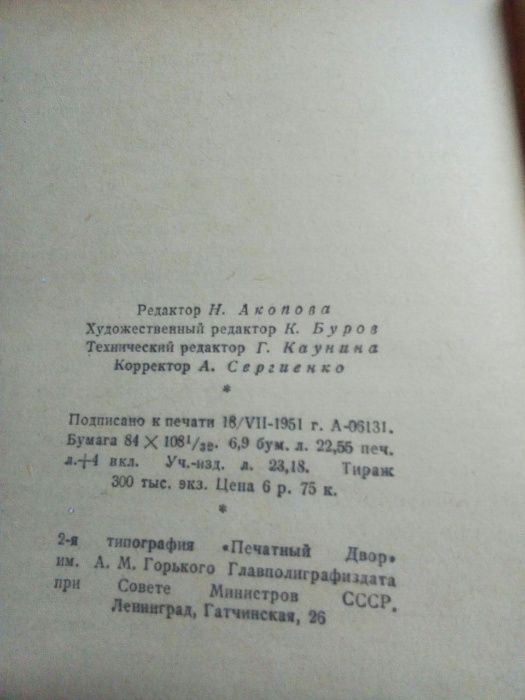 Редактор Н. Акопова
Художественный редактор К. Буров
Технический редактор Г. Каунина
Корректор А. Сергиенко
*
Подписано к печати 18/VII-1951 г. А-06131.
Бумага 84 × 108¹/₃₂. 6,9 бум. л. 22,55 печ.
л.+4 вкл. Уч.-изд. л. 23,18. Тираж
300 тыс. экз. Цена 6 р. 75 к.
*
2-я типография «Печатный Двор»
им. А. М. Горького Главполиграфиздата
при Совете Министров СССР.
Ленинград, Гатчинская, 26